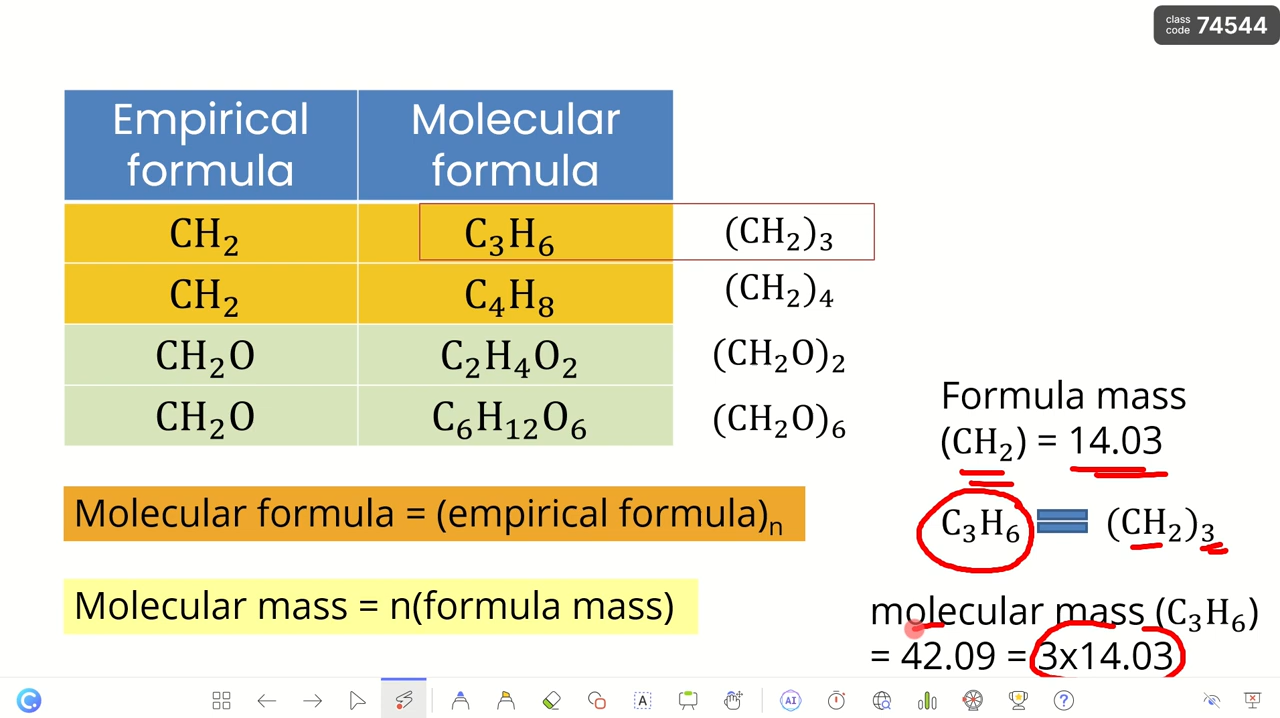 class
code 74544
Empirical formula
Molecular formula
CH₂ C₃H₆ (CH₂)₃
CH₂ C₄H₈ (CH₂)₄
CH₂O C₂H₄O₂ (CH₂O)₂
CH₂O C₆H₁₂O₆ (CH₂O)₆
Molecular formula = (empirical formula)ₙ
Molecular mass = n(formula mass)
Formula mass
(CH₂) = 14.03
C₃H₆ = (CH₂)₃
molecular mass (C₃H₆)
= 42.09 = 3x14.03
A
AI
?